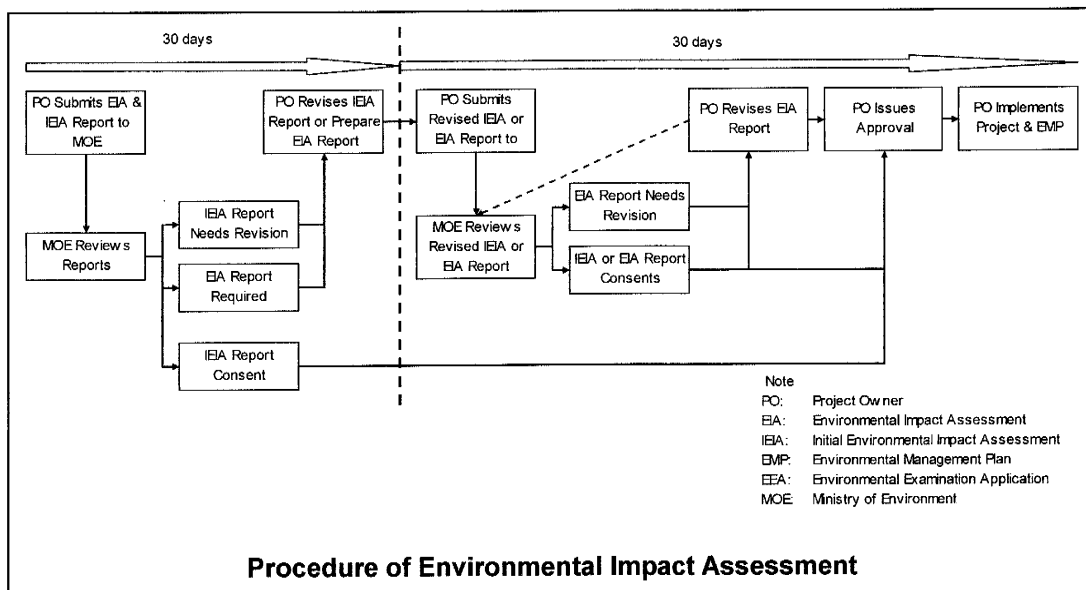 30 days
30 days
PO Submits EIA &
IEIA Report to
MOE
PO Revises IEIA
Report or Prepare
EIA Report
PO Submits
Revised IEIA or
EIA Report to
PO Revises EIA
Report
PO Issues
Approval
PO Implements
Project & EMP
MOE Reviews
Reports
IEIA Report
Needs Revision
EIA Report
Required
IEIA Report
Consent
MOE Reviews
Revised IEIA or
EIA Report
EIA Report Needs
Revision
IEIA or EIA Report
Consents
Note
PO: Project Owner
EIA: Environmental Impact Assessment
IEIA: Initial Environmental Impact Assessment
EMP: Environmental Management Plan
EEA: Environmental Examination Application
MOE: Ministry of Environment
Procedure of Environmental Impact Assessment